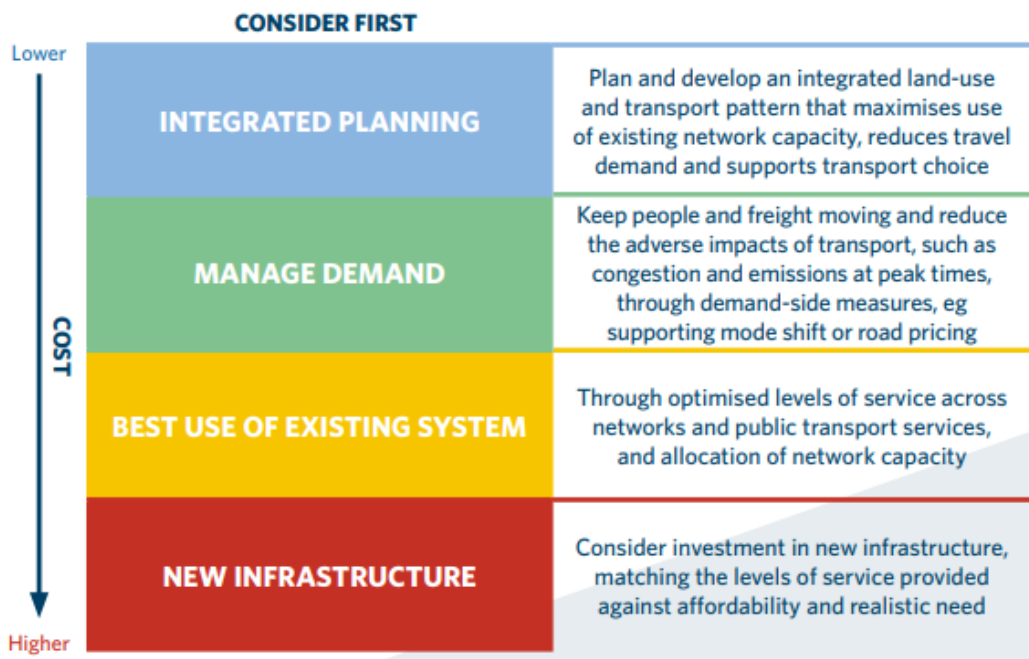 CONSIDER FIRST
Lower
INTEGRATED PLANNING
Plan and develop an integrated land-use
and transport pattern that maximises use
of existing network capacity, reduces travel
demand and supports transport choice
MANAGE DEMAND
Keep people and freight moving and reduce
the adverse impacts of transport, such as
congestion and emissions at peak times,
through demand-side measures, eg
supporting mode shift or road pricing
COST
BEST USE OF EXISTING SYSTEM
Through optimised levels of service across
networks and public transport services,
and allocation of network capacity
NEW INFRASTRUCTURE
Consider investment in new infrastructure,
matching the levels of service provided
against affordability and realistic need
Higher